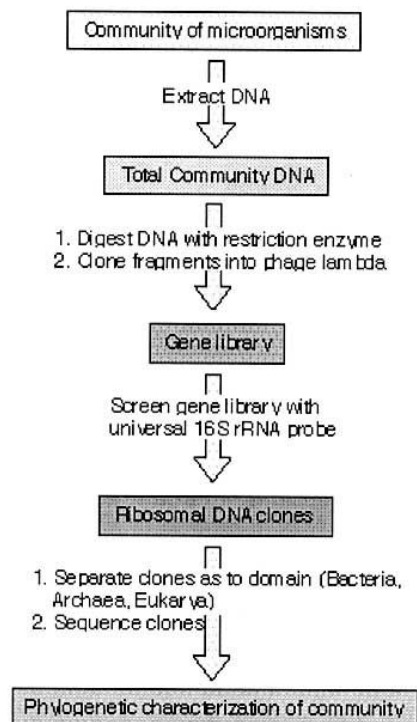 Community of microorganisms
Extract DNA
Total Community DNA
1. Digest DNA with restriction enzyme
2. Clone fragments into phage lambda
Gene library
Screen gene library with
universal 16S rRNA probe
Ribosomal DNA clones
1. Separate clones as to domain (Bacteria,
Archaea, Eukarya)
2. Sequence clones
Phylogenetic characterization of community